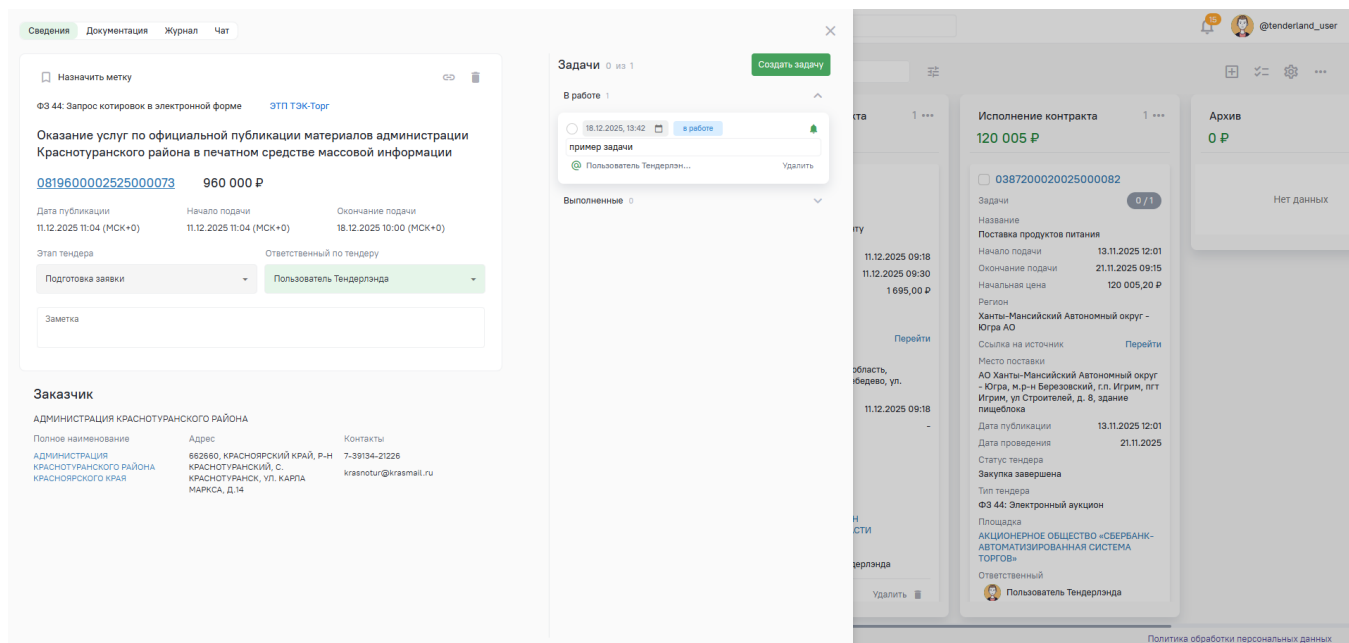 Сведения Документация Журнал Чат
Назначить метку
ФЗ 44: Запрос котировок в электронной форме ЭТП ТЭК-Торг
Оказание услуг по официальной публикации материалов администрации
Краснотуранского района в печатном средстве массовой информации
0819600002525000073 960 000 ₽
Дата публикации Начало подачи Окончание подачи
11.12.2025 11:04 (МСК+0) 11.12.2025 11:04 (МСК+0) 18.12.2025 10:00 (МСК+0)
Этап тендера Ответственный по тендеру
Подготовка заявки Пользователь Тендерлэнда
Заметка
Заказчик
АДМИНИСТРАЦИЯ КРАСНОТУРАНСКОГО РАЙОНА
Полное наименование Адрес Контакты
АДМИНИСТРАЦИЯ
КРАСНОТУРАНСКОГО РАЙОНА
КРАСНОЯРСКОГО КРАЯ
662660, КРАСНОЯРСКИЙ КРАЙ, Р-Н
КРАСНОТУРАНСКИЙ, С.
КРАСНОТУРАНСК, УЛ. КАРЛА
МАРКСА, Д.14
7-39134-21226
krasnotur@krasmail.ru
Задачи 0 из 1 Создать задачу
В работе 1
18.12.2025, 13:42 в работе
пример задачи
Пользователь Тендерлэн... Удалить
Выполненные 0
15 @tenderland_user
кта 1
ту
11.12.2025 09:18
11.12.2025 09:30
1 695,00 ₽
Перейти
область,
бедево, ул.
11.12.2025 09:18
-
Н
СТИ
дерлэнда
Удалить
Исполнение контракта 1
120 005 ₽
0387200020025000082
Задачи 0 / 1
Название
Поставка продуктов питания
Начало подачи 13.11.2025 12:01
Окончание подачи 21.11.2025 09:15
Начальная цена 120 005,20 ₽
Регион
Ханты-Мансийский Автономный округ -
Югра АО
Ссылка на источник Перейти
Место поставки
АО Ханты-Мансийский Автономный округ
- Югра, м.р-н Березовский, г.п. Игрим, пгт
Игрим, ул Строителей, д. 8, здание
пищеблока
Дата публикации 13.11.2025 12:01
Дата проведения 21.11.2025
Статус тендера
Закупка завершена
Тип тендера
ФЗ 44: Электронный аукцион
Площадка
АКЦИОНЕРНОЕ ОБЩЕСТВО «СБЕРБАНК-
АВТОМАТИЗИРОВАННАЯ СИСТЕМА
ТОРГОВ»
Ответственный
Пользователь Тендерлэнда
Архив
0 ₽
Нет данных
Политика обработки персональных данных